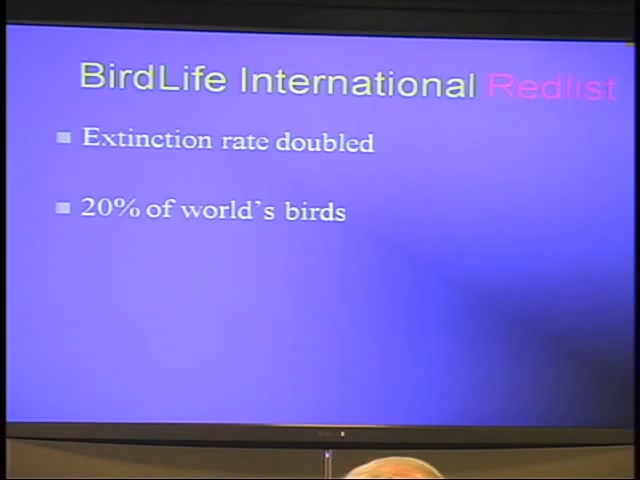 BirdLife International Redlist
Extinction rate doubled
20% of world's birds